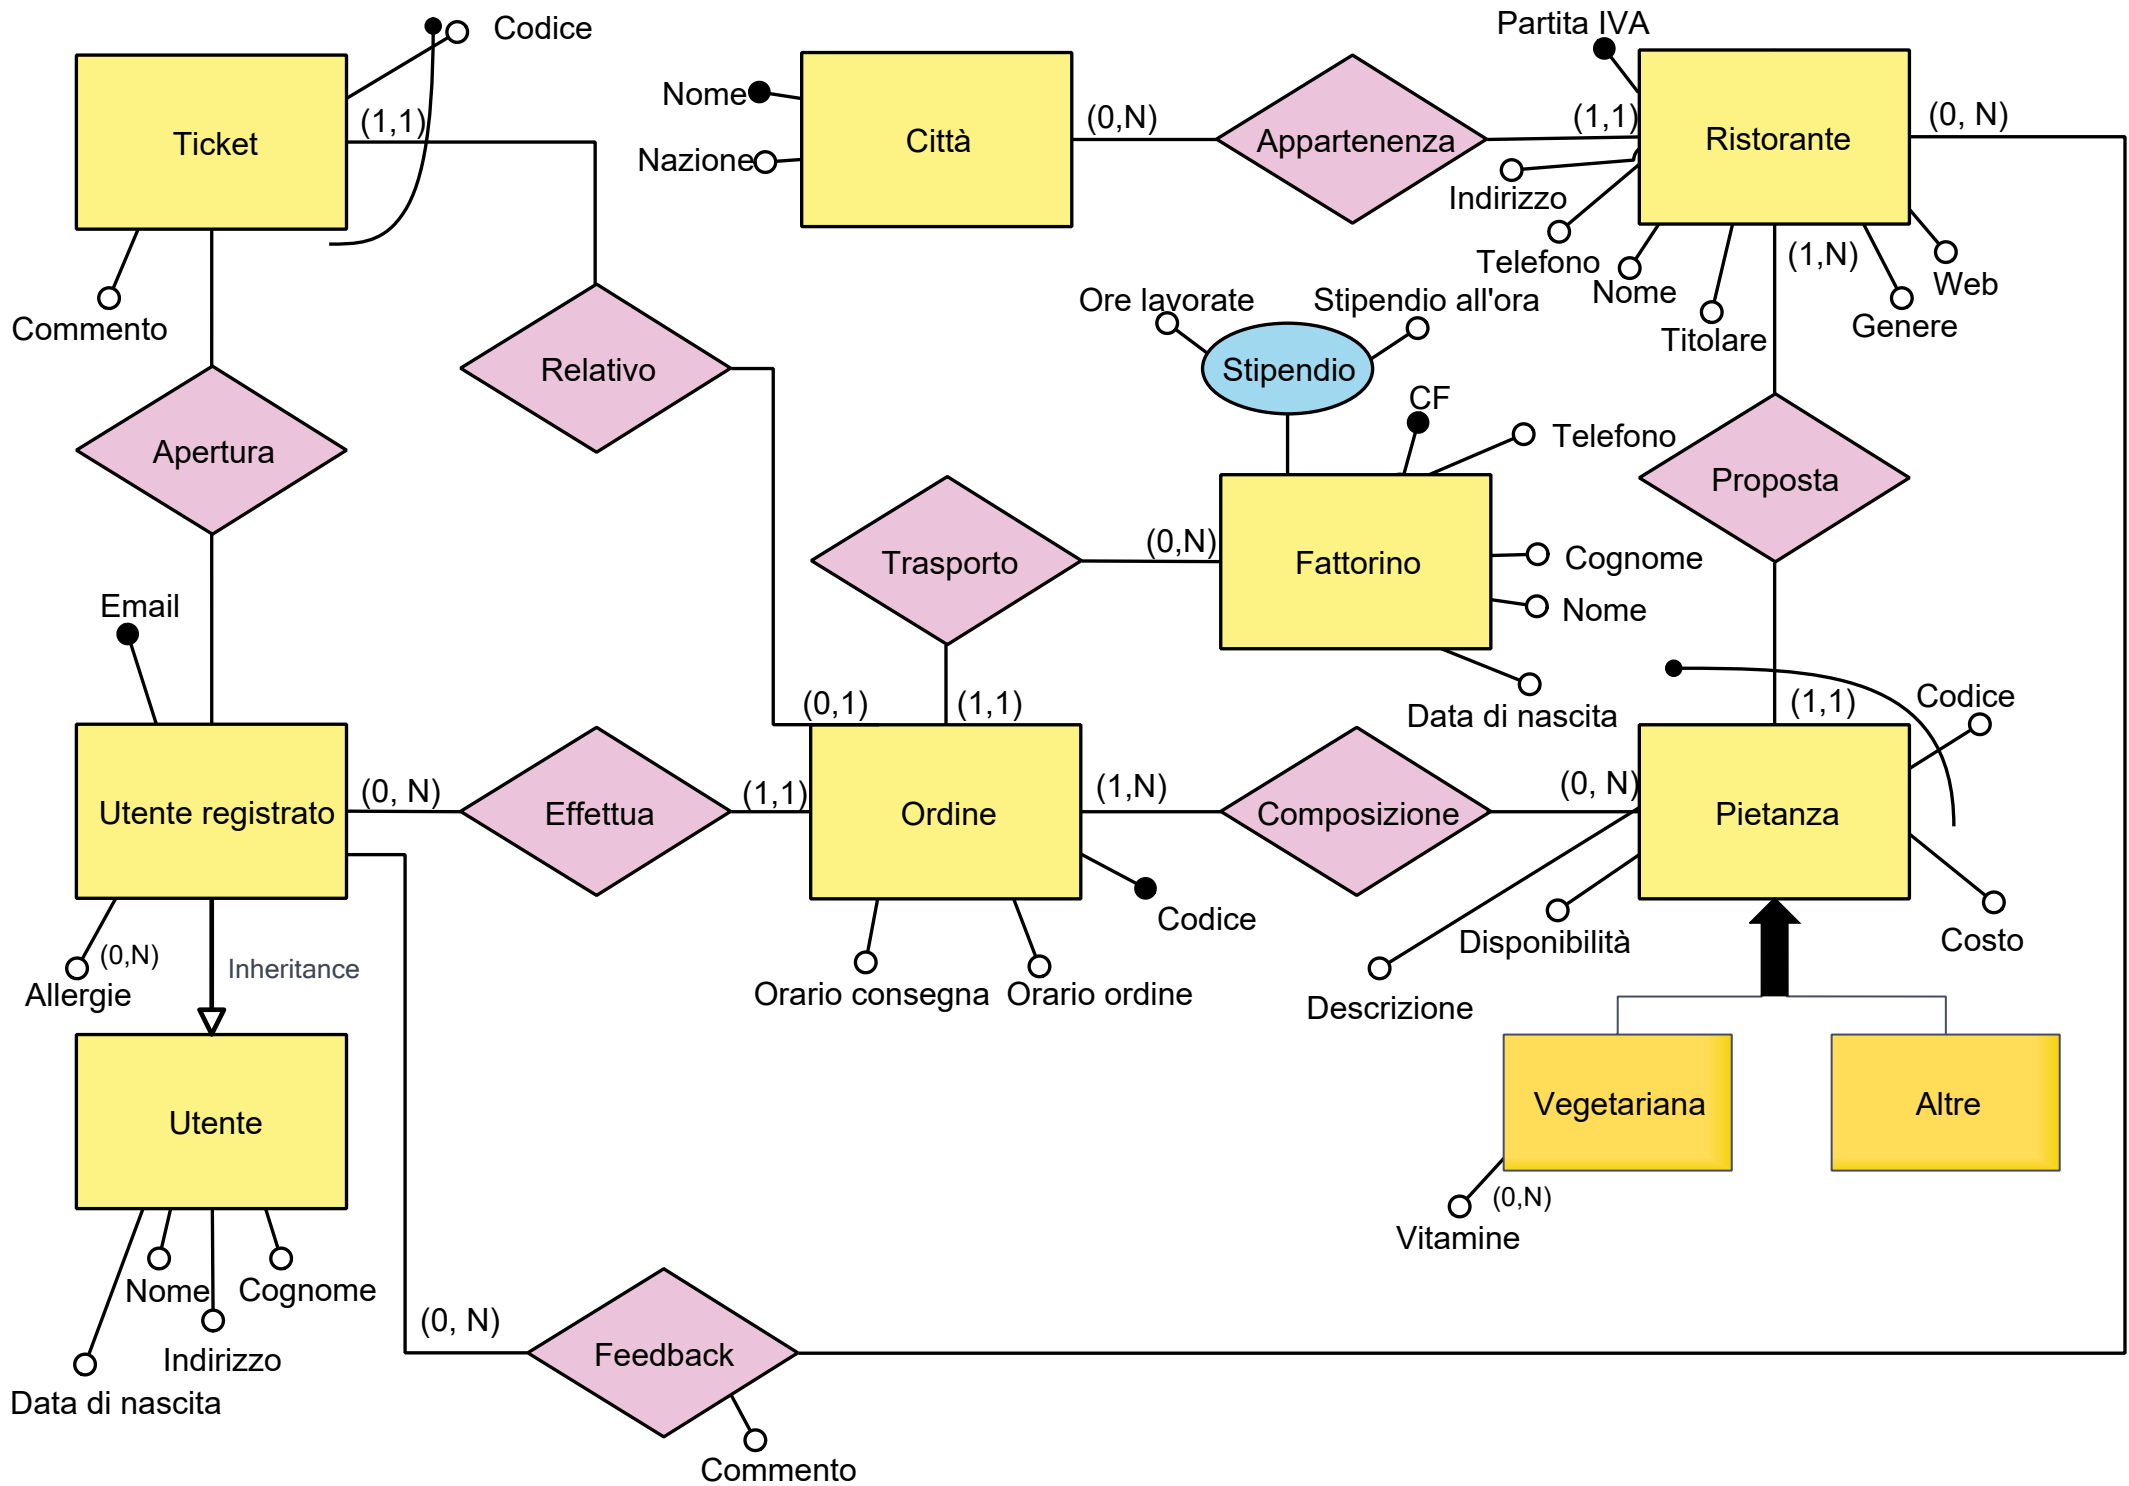 Codice
Partita IVA
Ticket
(1,1)
Nome
Nazione
Città
(0,N)
Appartenenza
(1,1)
Ristorante
(0, N)
Indirizzo
Telefono
Nome
Titolare
(1,N)
Genere
Web
Commento
Relativo
Ore lavorate
Stipendio all'ora
Stipendio
CF
Telefono
Apertura
Proposta
Trasporto
(0,N)
Fattorino
Cognome
Nome
Data di nascita
Email
(0,1)
(1,1)
(1,1)
Codice
Utente registrato
(0, N)
Effettua
(1,1)
Ordine
(1,N)
Composizione
(0, N)
Pietanza
Codice
Disponibilità
Costo
Allergie
(0,N)
Inheritance
Orario consegna
Orario ordine
Descrizione
Utente
Vegetariana
Altre
(0,N)
Vitamine
Nome
Cognome
Indirizzo
Data di nascita
(0, N)
Feedback
Commento